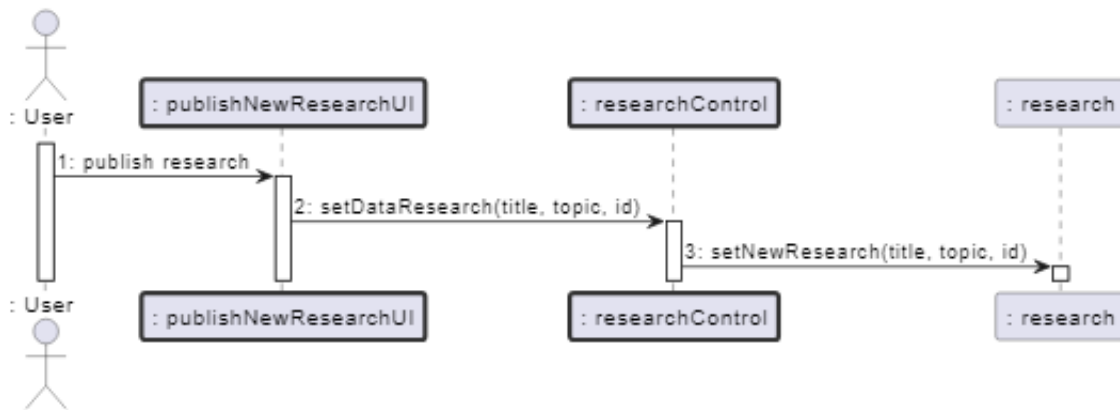 : User
: publishNewResearchUI
: researchControl
: research
1: publish research
2: setDataResearch(title, topic, id)
3: setNewResearch(title, topic, id)
: User
: publishNewResearchUI
: researchControl
: research